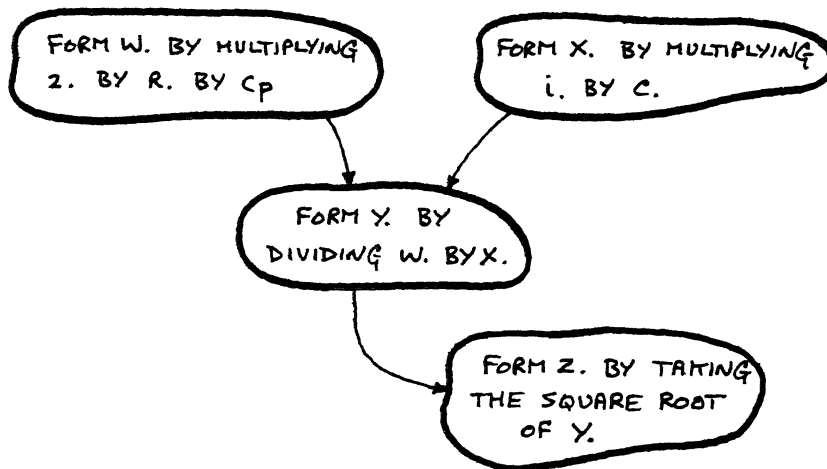 FORM W. BY MULTIPLYING
2. BY R. BY Cp
FORM X. BY MULTIPLYING
i. BY C.
FORM Y. BY
DIVIDING W. BY X.
FORM Z. BY TAKING
THE SQUARE ROOT
OF Y.